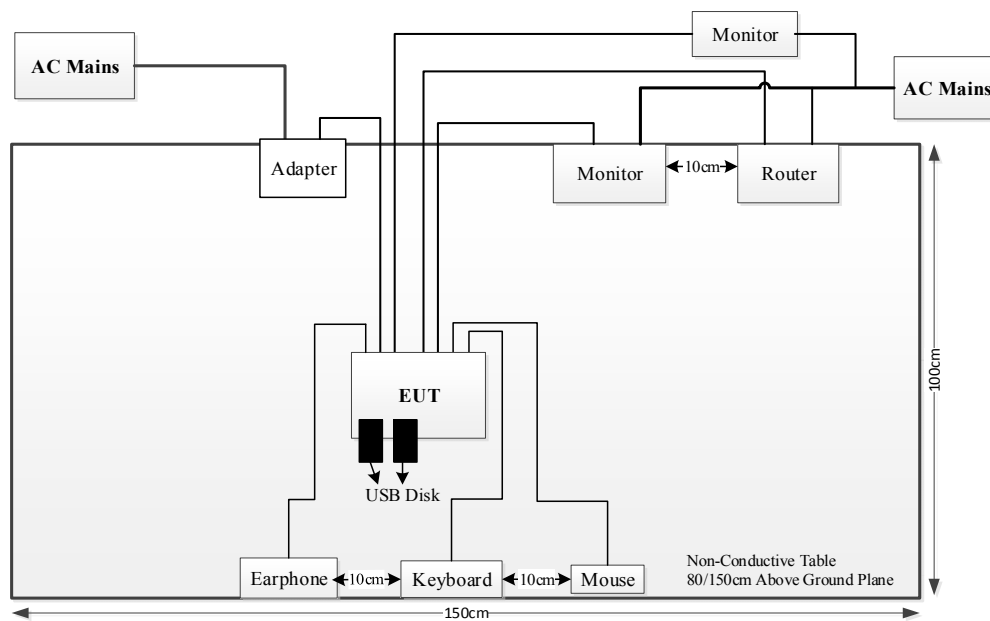 Monitor
AC Mains
AC Mains
Adapter
Monitor
10cm
Router
EUT
USB Disk
100cm
Earphone
10cm
Keyboard
10cm
Mouse
Non-Conductive Table
80/150cm Above Ground Plane
150cm